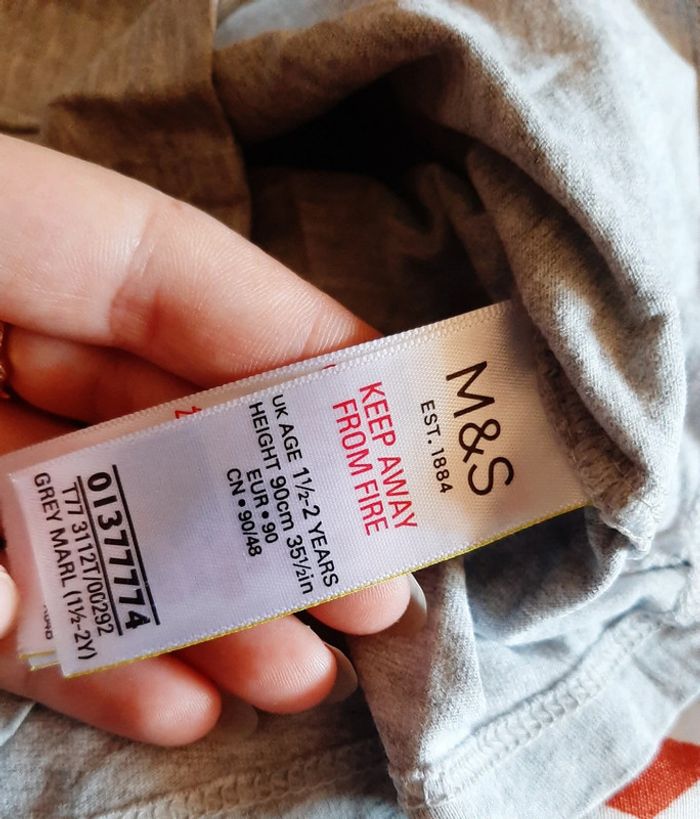 M&S
EST. 1884
KEEP AWAY
FROM FIRE
UK AGE 1½-2 YEARS
HEIGHT 90cm 35½in
EUR • 90
CN • 90/48
01377774
T77 3112T/00292
GREY MARL (1½-2Y)